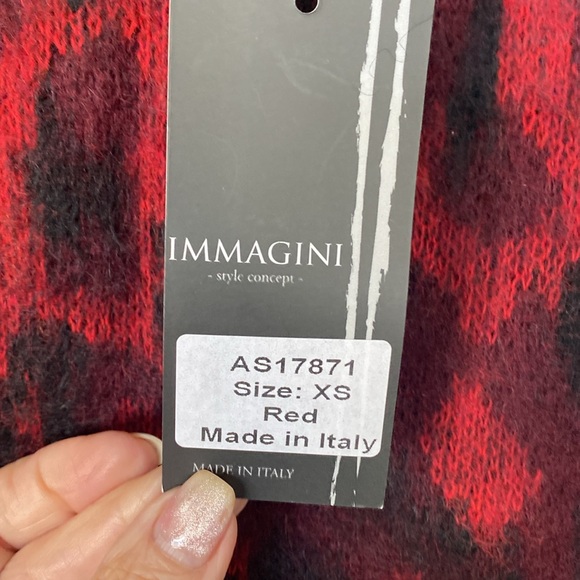 IMMAGINI
- style concept -
AS17871
Size: XS
Red
Made in Italy
MADE IN ITALY